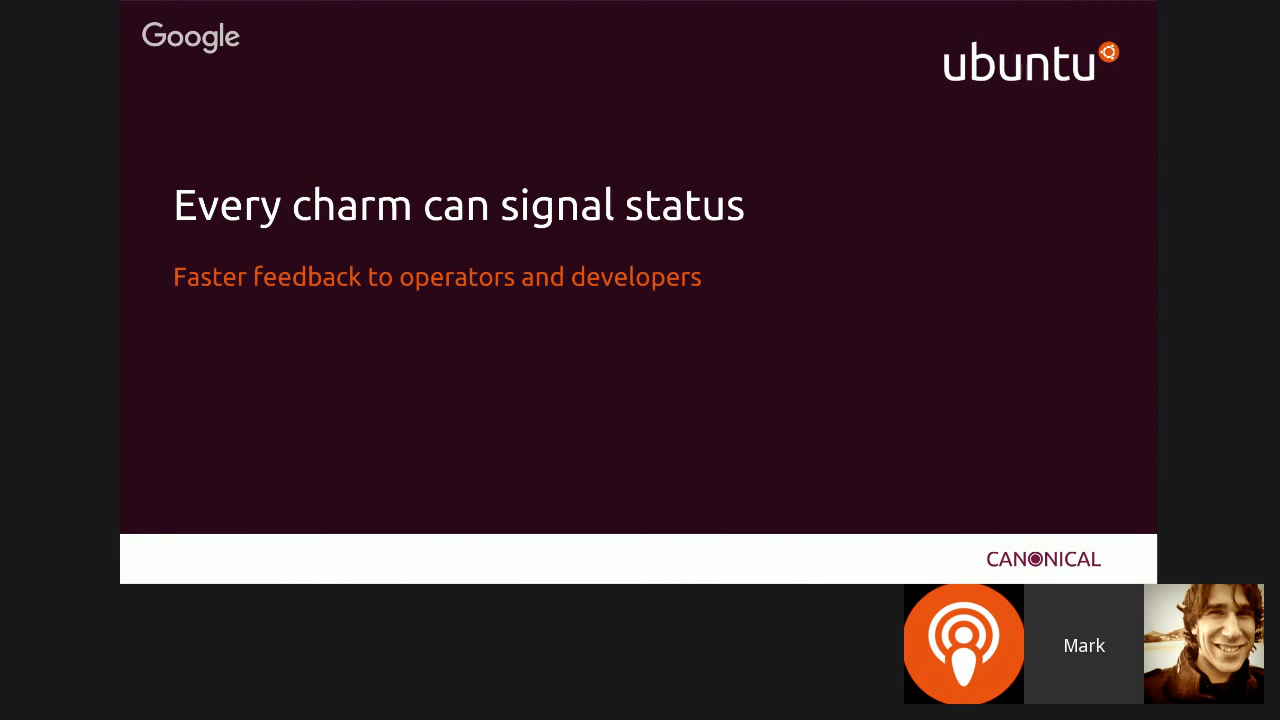 Google
ubuntu
Every charm can signal status
Faster feedback to operators and developers
CANONICAL
Mark